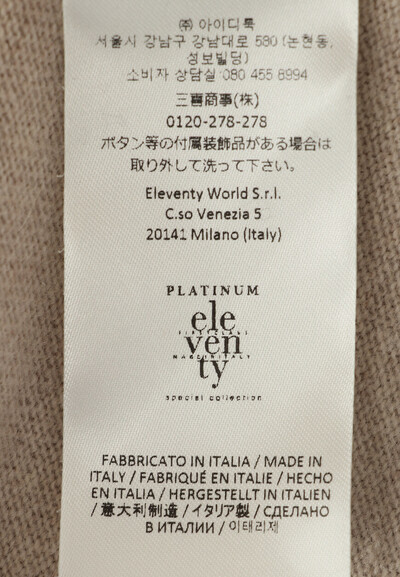 ㈜ 아이디룩
서울시 강남구 강남대로 580 (논현동,
성보빌딩)
소비자 상담실:080 455 8994
三喜商事(株)
0120-278-278
ボタン等の付属装飾品がある場合は
取り外して洗って下さい。
Eleventy World S.r.l.
C.so Venezia 5
20141 Milano (Italy)
PLATINUM
ele
ven
MADE IN ITALY
ty
special collection
FABBRICATO IN ITALIA / MADE IN
ITALY / FABRIQUÉ EN ITALIE / HECHO
EN ITALIA / HERGESTELLT IN ITALIEN
/ 意大利制造 / イタリア製 / СДЕЛАНО
В ИТАЛИИ / 이태리제